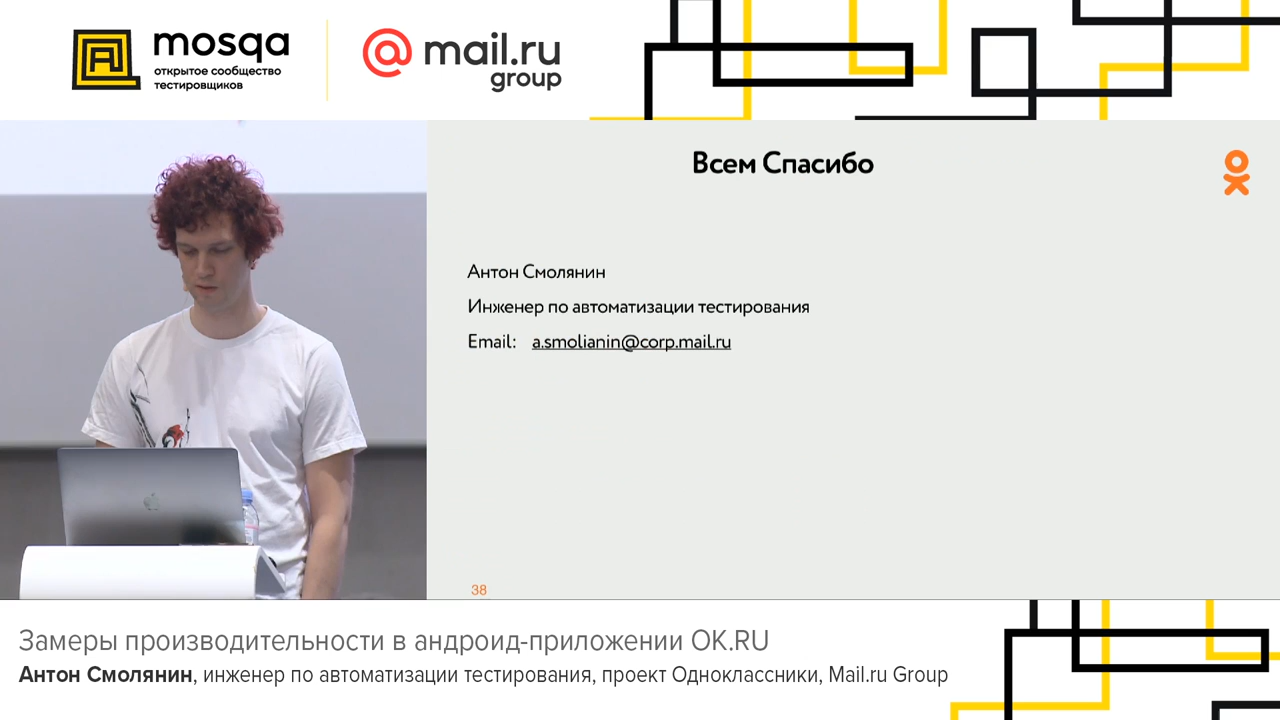 mosqa
открытое сообщество
тестировщиков
@mail.ru
group
Всем Спасибо
Антон Смолянин
Инженер по автоматизации тестирования
Email: a.smolianin@corp.mail.ru
38
Замеры производительности в андроид-приложении OK.RU
Антон Смолянин, инженер по автоматизации тестирования, проект Одноклассники, Mail.ru Group